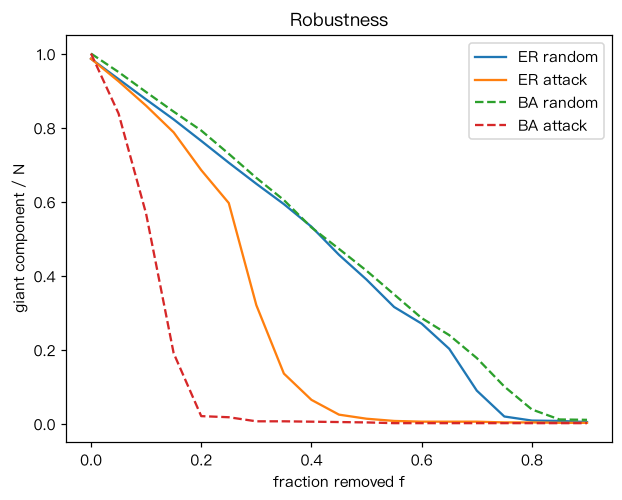 Robustness
ER random
ER attack
BA random
BA attack
1.0
0.8
0.6
0.4
0.2
0.0
giant component / N
0.0 0.2 0.4 0.6 0.8
fraction removed f